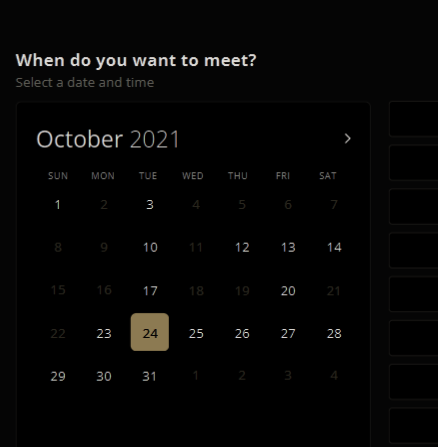 When do you want to meet?
Select a date and time
October 2021
SUN MON TUE WED THU FRI SAT
1 2 3 4 5 6 7
8 9 10 11 12 13 14
15 16 17 18 19 20 21
22 23 24 25 26 27 28
29 30 31 1 2 3 4